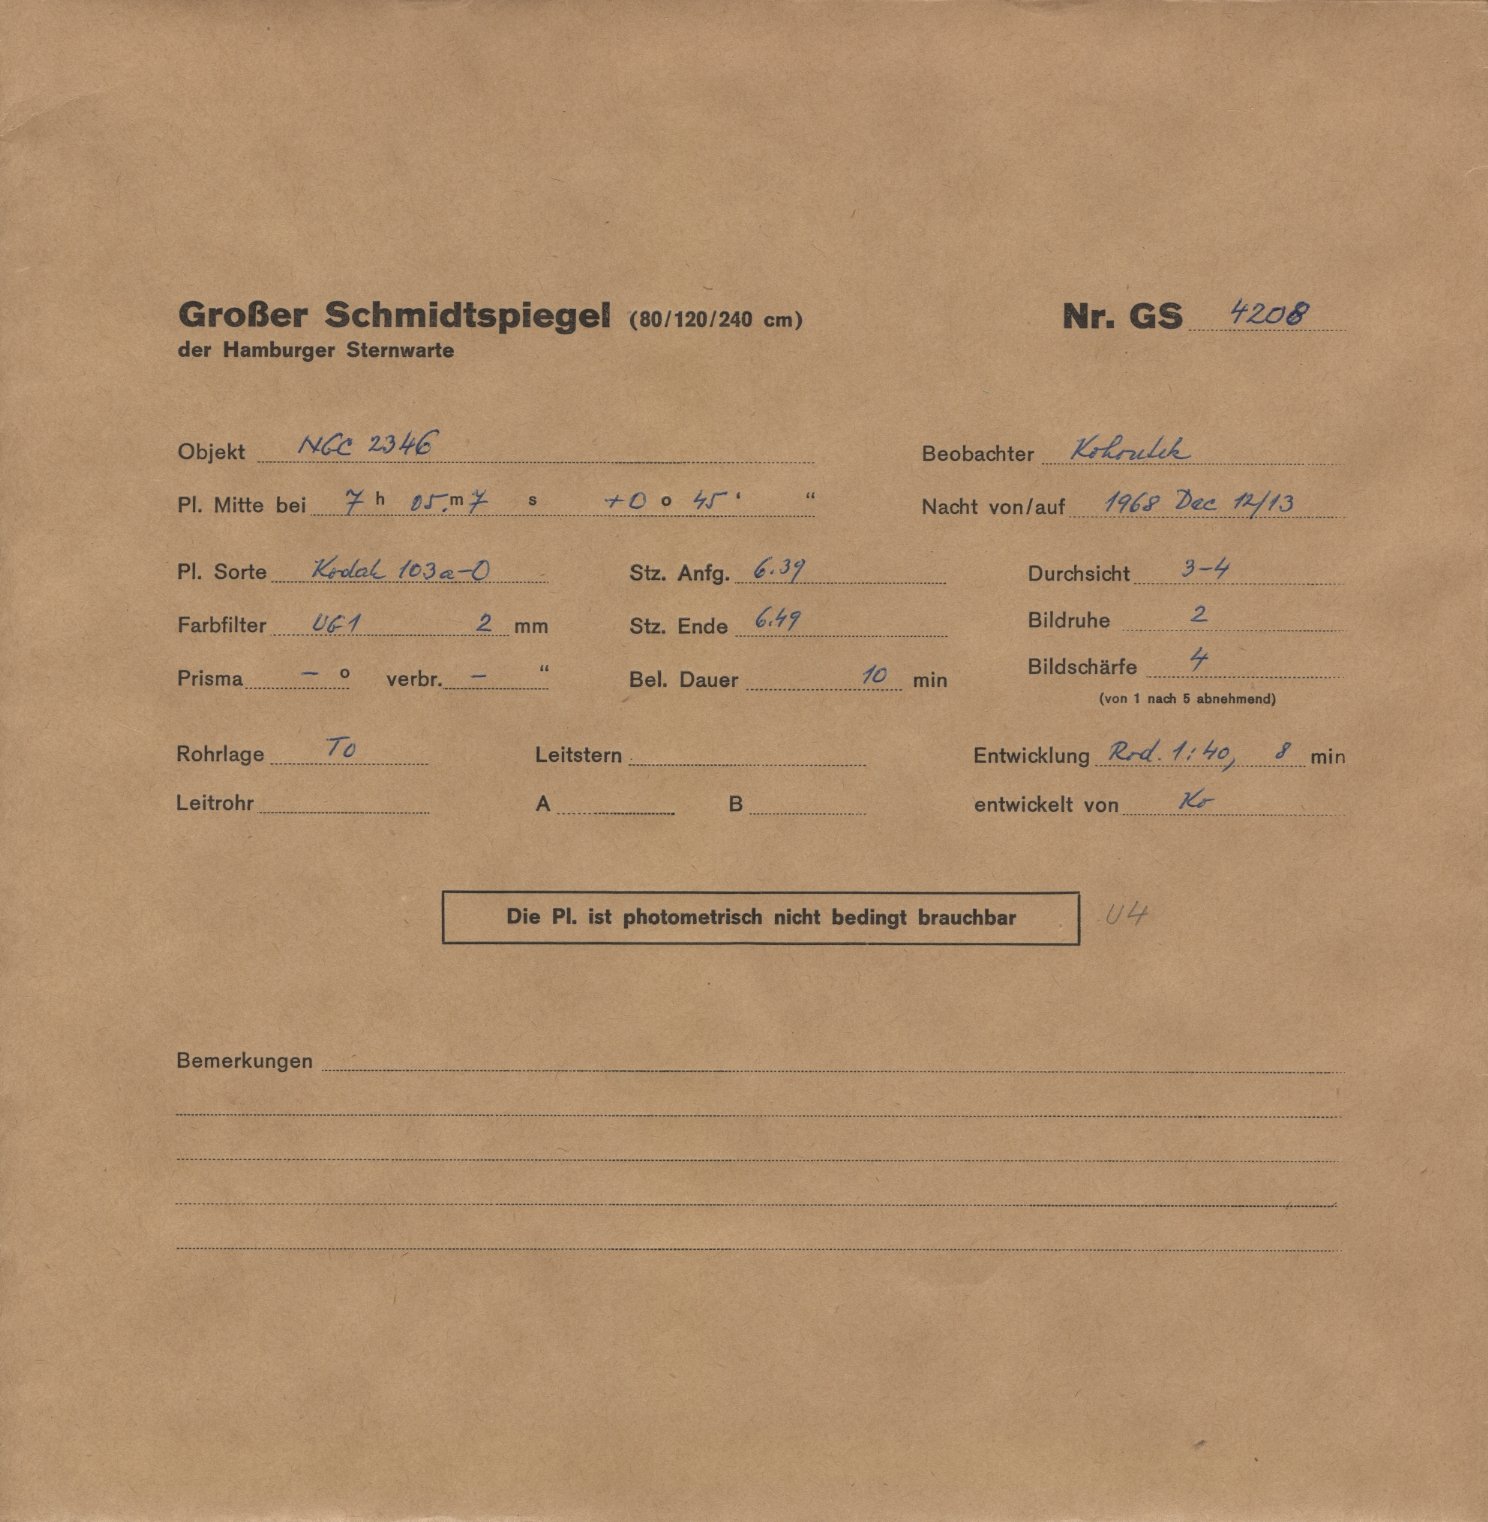 Großer Schmidtspiegel (80/120/240 cm) Nr. GS 4208
der Hamburger Sternwarte
Objekt NGC 2346 Beobachter Kohoutek
Pl. Mitte bei 7 h 05.m7 s +0 o 45 ' “ Nacht von/auf 1968 Dec 12/13
Pl. Sorte Kodak 103a-O Stz. Anfg. 6.39 Durchsicht 3-4
Farbfilter UG1 2 mm Stz. Ende 6.49 Bildruhe 2
Prisma – o verbr. – “ Bel. Dauer 10 min Bildschärfe 4
(von 1 nach 5 abnehmend)
Rohrlage To Leitstern Entwicklung Rod. 1:40, 8 min
Leitrohr A B entwickelt von Ko
Die Pl. ist photometrisch nicht bedingt brauchbar U4
Bemerkungen